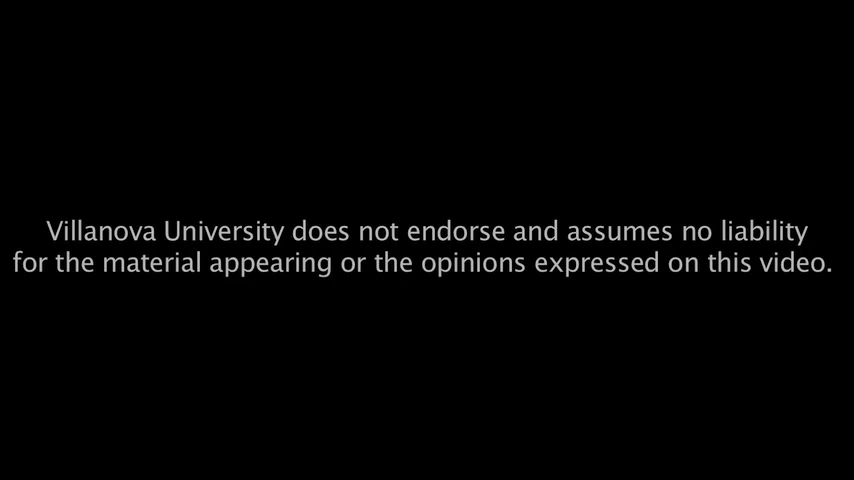 Villanova University does not endorse and assumes no liability
for the material appearing or the opinions expressed on this video.